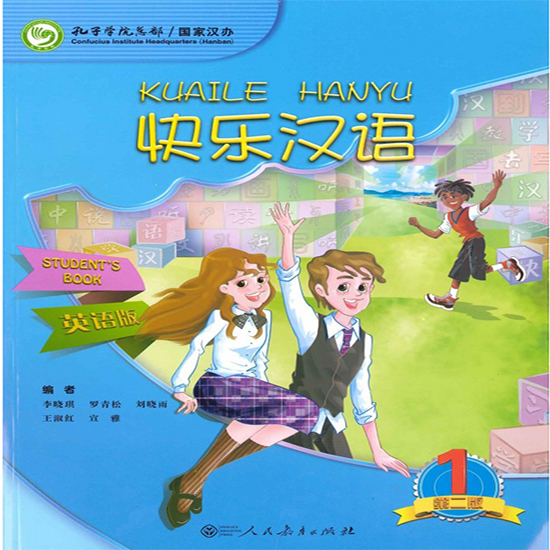 孔子学院总部/国家汉办
Confucius Institute Headquarters (Hanban)
KUAILE HANYU
快乐汉语
STUDENT'S
BOOK
英语版
编者
李晓琪 罗青松 刘晓雨
王淑红 宣雅
1
第二版
人民教育出版社